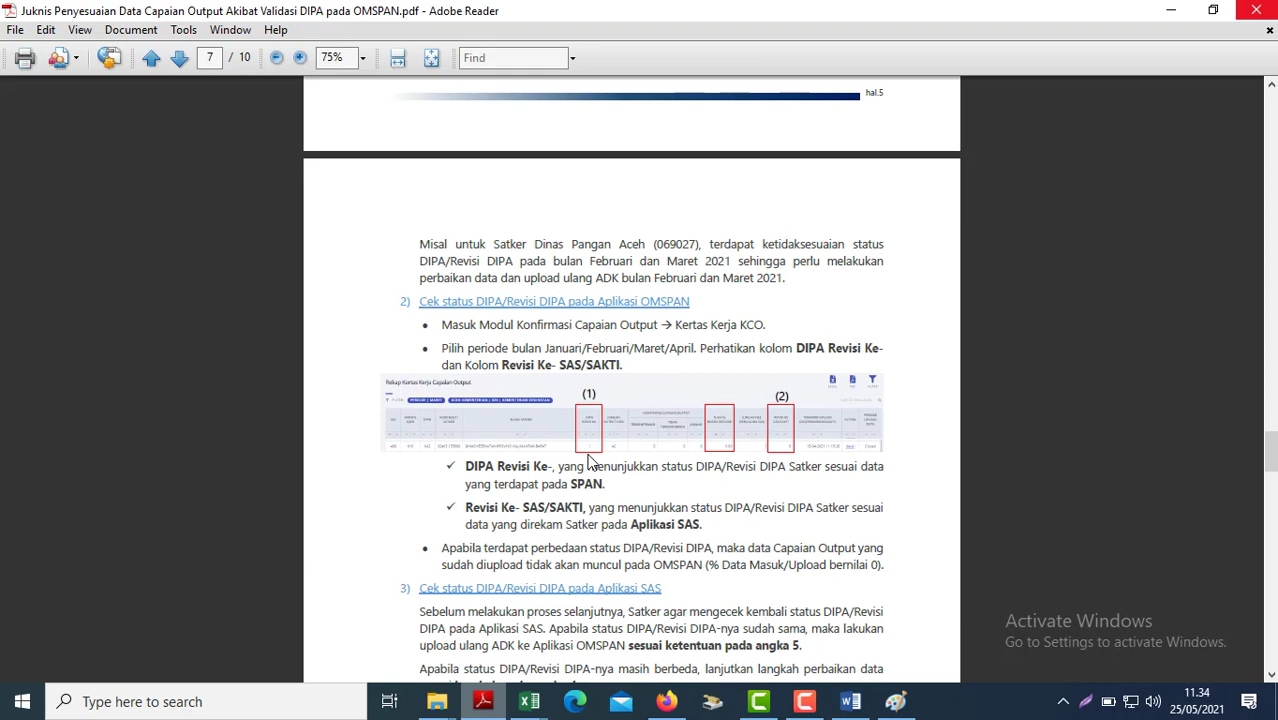 Juknis Penyesuaian Data Capaian Output Akibat Validasi DIPA pada OMSPAN.pdf - Adobe Reader
File Edit View Document Tools Window Help
7 / 10 75% Find
hal.5
Misal untuk Satker Dinas Pangan Aceh (069027), terdapat ketidaksesuaian status
DIPA/Revisi DIPA pada bulan Februari dan Maret 2021 sehingga perlu melakukan
perbaikan data dan upload ulang ADK bulan Februari dan Maret 2021.
2) Cek status DIPA/Revisi DIPA pada Aplikasi OMSPAN
• Masuk Modul Konfirmasi Capaian Output → Kertas Kerja KCO.
• Pilih periode bulan Januari/Februari/Maret/April. Perhatikan kolom DIPA Revisi Ke-
dan Kolom Revisi Ke- SAS/SAKTI.
Rekap Kertas Kerja Capaian Output
(1)
(2)
✓ DIPA Revisi Ke-, yang menunjukkan status DIPA/Revisi DIPA Satker sesuai data
yang terdapat pada SPAN.
✓ Revisi Ke- SAS/SAKTI, yang menunjukkan status DIPA/Revisi DIPA Satker sesuai
data yang direkam Satker pada Aplikasi SAS.
• Apabila terdapat perbedaan status DIPA/Revisi DIPA, maka data Capaian Output yang
sudah diupload tidak akan muncul pada OMSPAN (% Data Masuk/Upload bernilai 0).
3) Cek status DIPA/Revisi DIPA pada Aplikasi SAS
Sebelum melakukan proses selanjutnya, Satker agar mengecek kembali status DIPA/Revisi
DIPA pada Aplikasi SAS. Apabila status DIPA/Revisi DIPA-nya sudah sama, maka lakukan
upload ulang ADK ke Aplikasi OMSPAN sesuai ketentuan pada angka 5.
Apabila status DIPA/Revisi DIPA-nya masih berbeda, lanjutkan langkah perbaikan data
Activate Windows
Go to Settings to activate Windows.
Type here to search
11.34
25/05/2021